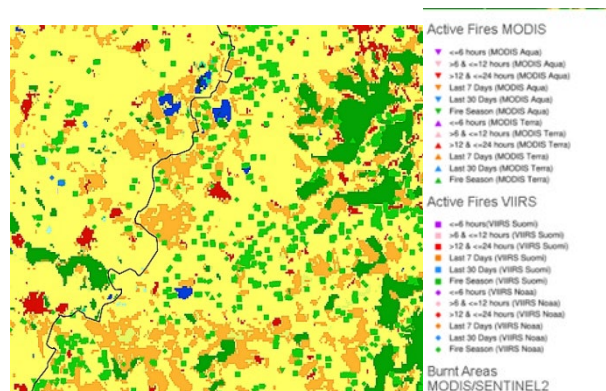 Active Fires MODIS
<=6 hours (MODIS Aqua)
>6 & <=12 hours (MODIS Aqua)
>12 & <=24 hours (MODIS Aqua)
Last 7 Days (MODIS Aqua)
Last 30 Days (MODIS Aqua)
Fire Season (MODIS Aqua)
<=6 hours (MODIS Terra)
>6 & <=12 hours (MODIS Terra)
>12 & <=24 hours (MODIS Terra)
Last 7 Days (MODIS Terra)
Last 30 Days (MODIS Terra)
Fire Season (MODIS Terra)
Active Fires VIIRS
<=6 hours(VIIRS Suomi)
>6 & <=12 hours (VIIRS Suomi)
>12 & <=24 hours (VIIRS Suomi)
Last 7 Days (VIIRS Suomi)
Last 30 Days (VIIRS Suomi)
Fire Season (VIIRS Suomi)
<=6 hours (VIIRS Noaa)
>6 & <=12 hours (VIIRS Noaa)
>12 & <=24 hours (VIIRS Noaa)
Last 7 Days (VIIRS Noaa)
Last 30 Days (VIIRS Noaa)
Fire Season (VIIRS Noaa)
Burnt Areas
MODIS/SENTINEL2